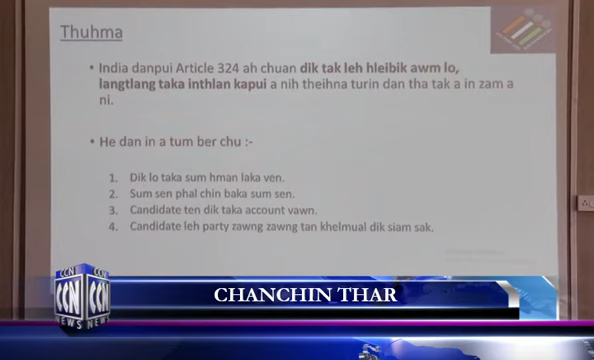 Thuhma
• India danpui Article 324 ah chuan dik tak leh hleibik awm lo,
langtlang taka inthlan kapui a nih theihna turin dan tha tak a in zam a
ni.
• He dan in a tum ber chu :-
1. Dik lo taka sum hman laka ven.
2. Sum sen phal chin baka sum sen.
3. Candidate ten dik taka account vawn.
4. Candidate leh party zawng zawng tan khelmual dik siam sak.
CCN CCN
CCN CCN
NEWS NEWS
CHANCHIN THAR